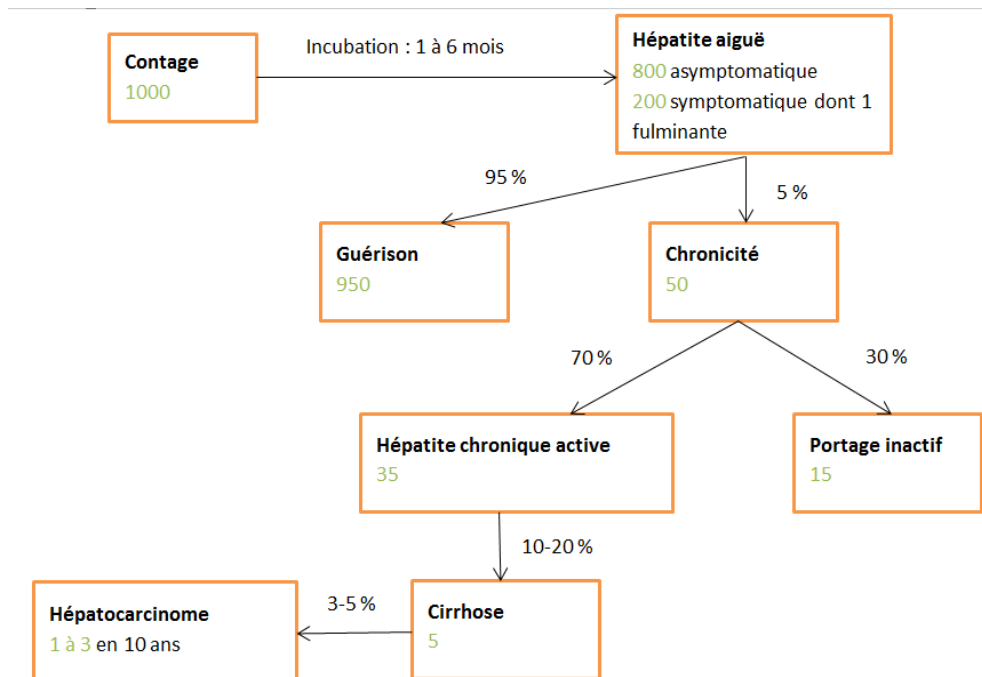 Contage
1000
Incubation : 1 à 6 mois
Hépatite aiguë
800 asymptomatique
200 symptomatique dont 1
fulminante
95 %
5 %
Guérison
950
Chronicité
50
70 %
30 %
Hépatite chronique active
35
Portage inactif
15
10-20 %
Hépatocarcinome
1 à 3 en 10 ans
3-5 %
Cirrhose
5